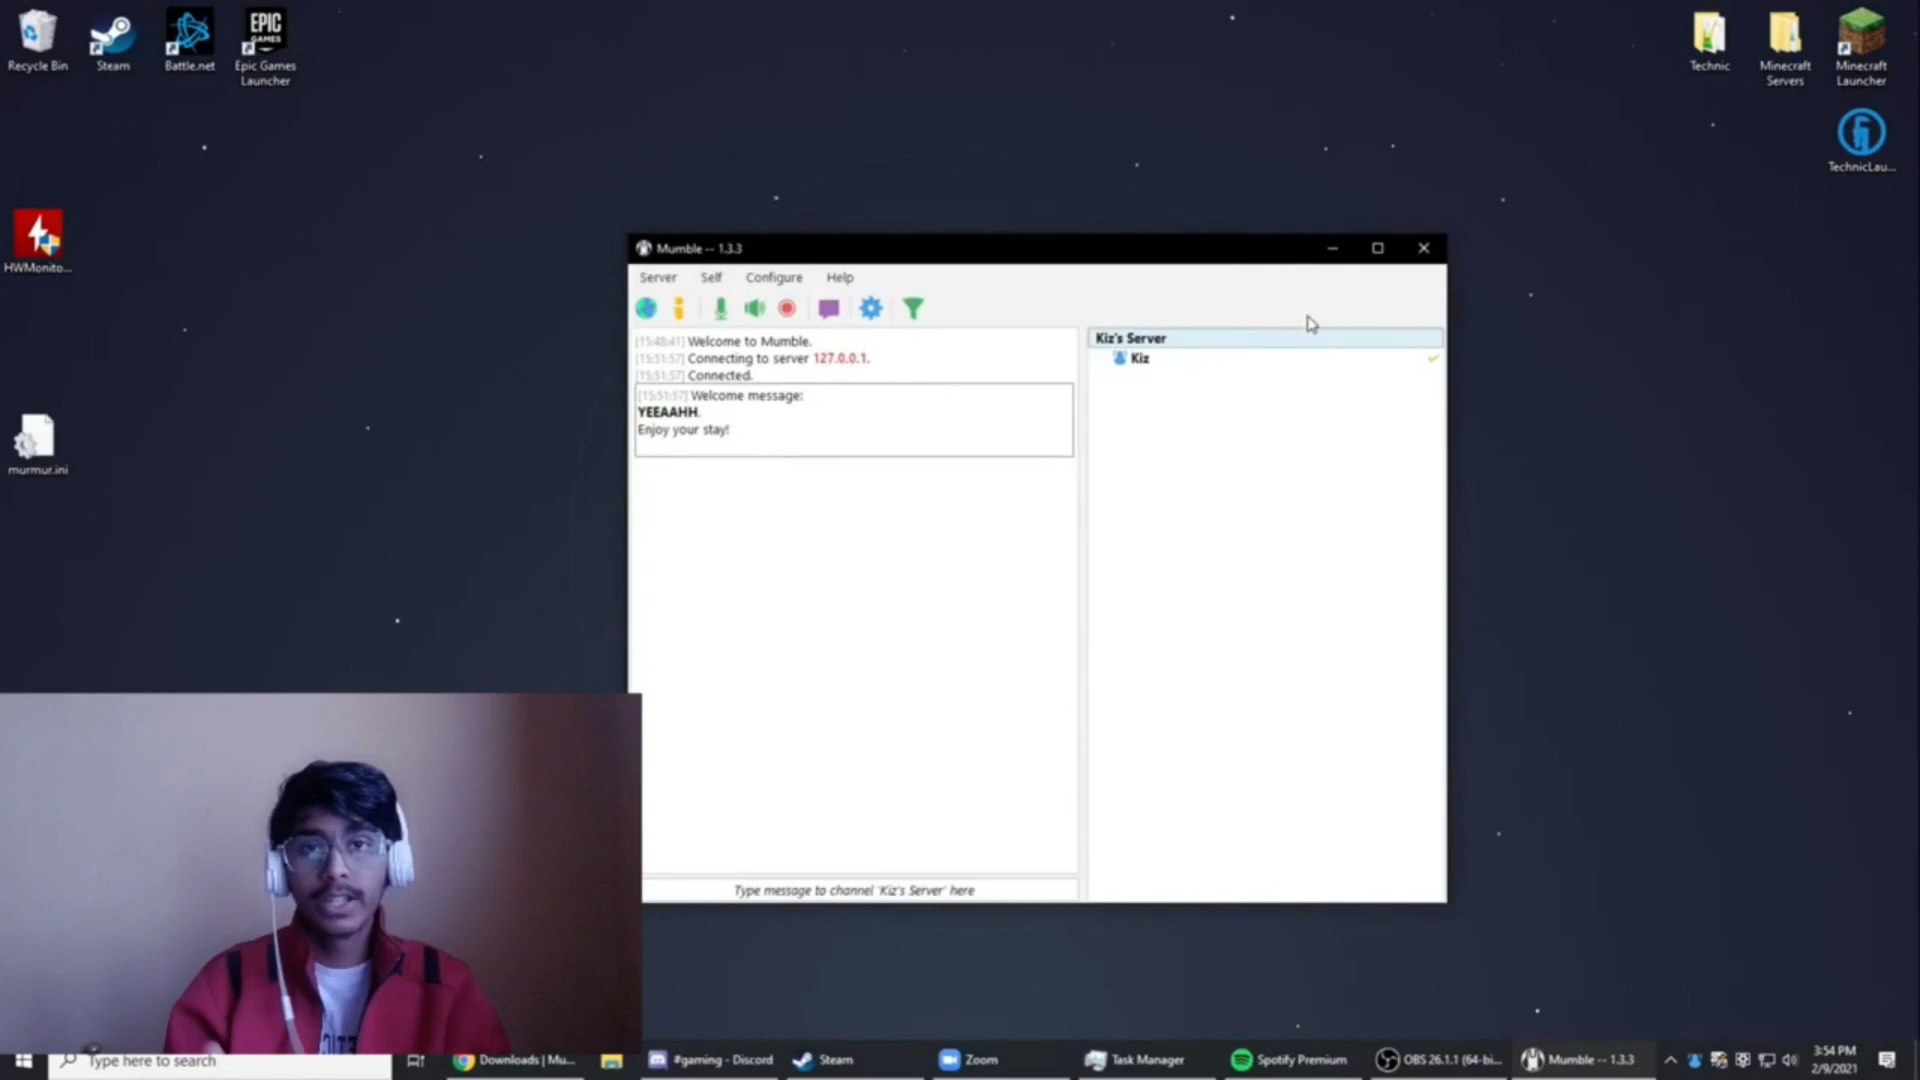 Recycle Bin
Steam
Battle.net
EPIC
GAMES
Epic Games
Launcher
Technic
Minecraft
Servers
Minecraft
Launcher
TechnicLau...
HWMonito...
murmur.ini
Mumble -- 1.3.3
Server Self Configure Help
[15:48:41] Welcome to Mumble.
[15:51:57] Connecting to server 127.0.0.1.
[15:51:57] Connected.
[15:51:57] Welcome message:
YEEAAHH.
Enjoy your stay!
Type message to channel 'Kiz's Server' here
Kiz's Server
Kiz
Type here to search
Downloads | Mu...
#gaming - Discord
Steam
Zoom
Task Manager
Spotify Premium
OBS 26.1.1 (64-bi...
Mumble -- 1.3.3
3:54 PM
2/9/2021